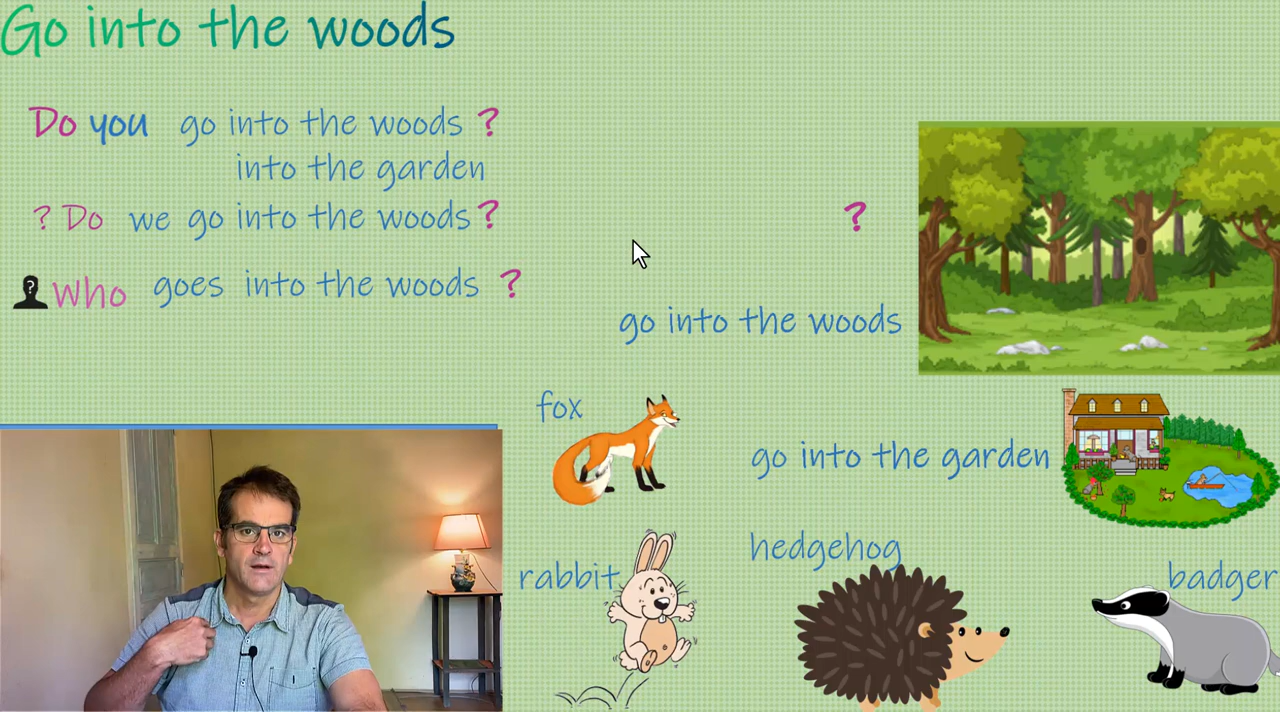 Go into the woods
Do you go into the woods ?
into the garden
? Do we go into the woods ?
?
? Who goes into the woods ?
go into the woods
fox
go into the garden
hedgehog
rabbit
badger